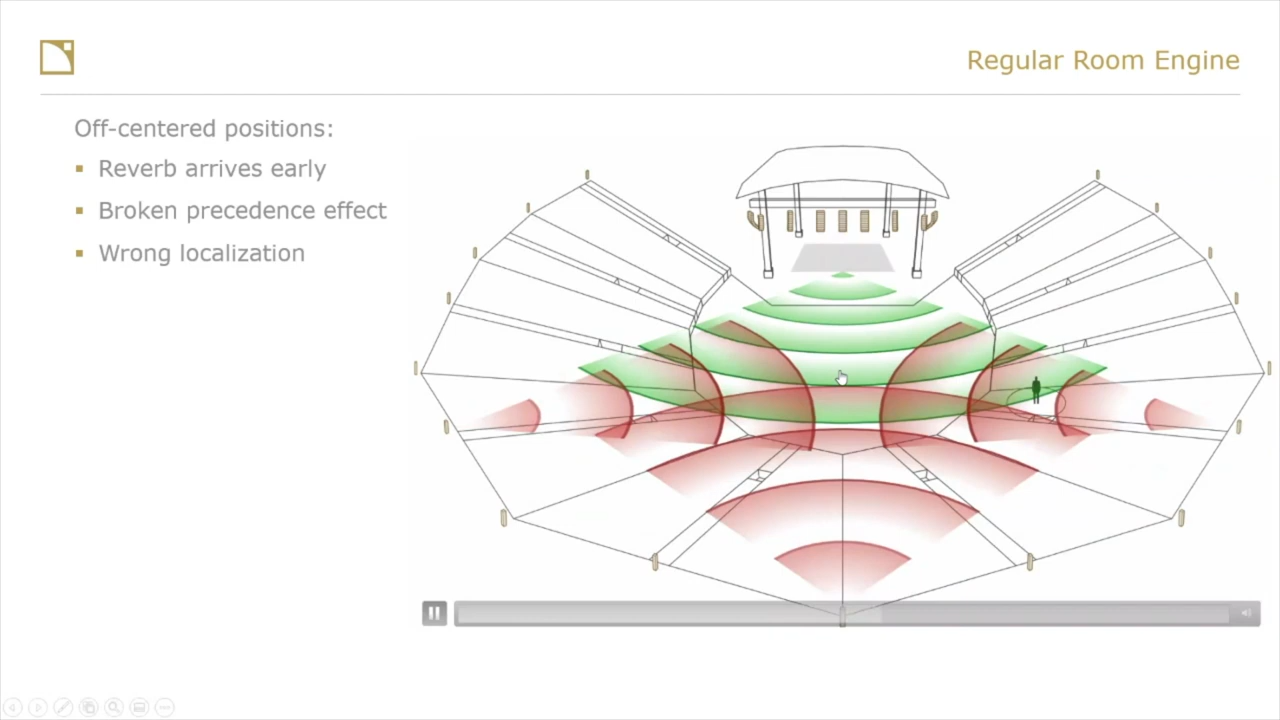 Regular Room Engine
Off-centered positions:
Reverb arrives early
Broken precedence effect
Wrong localization